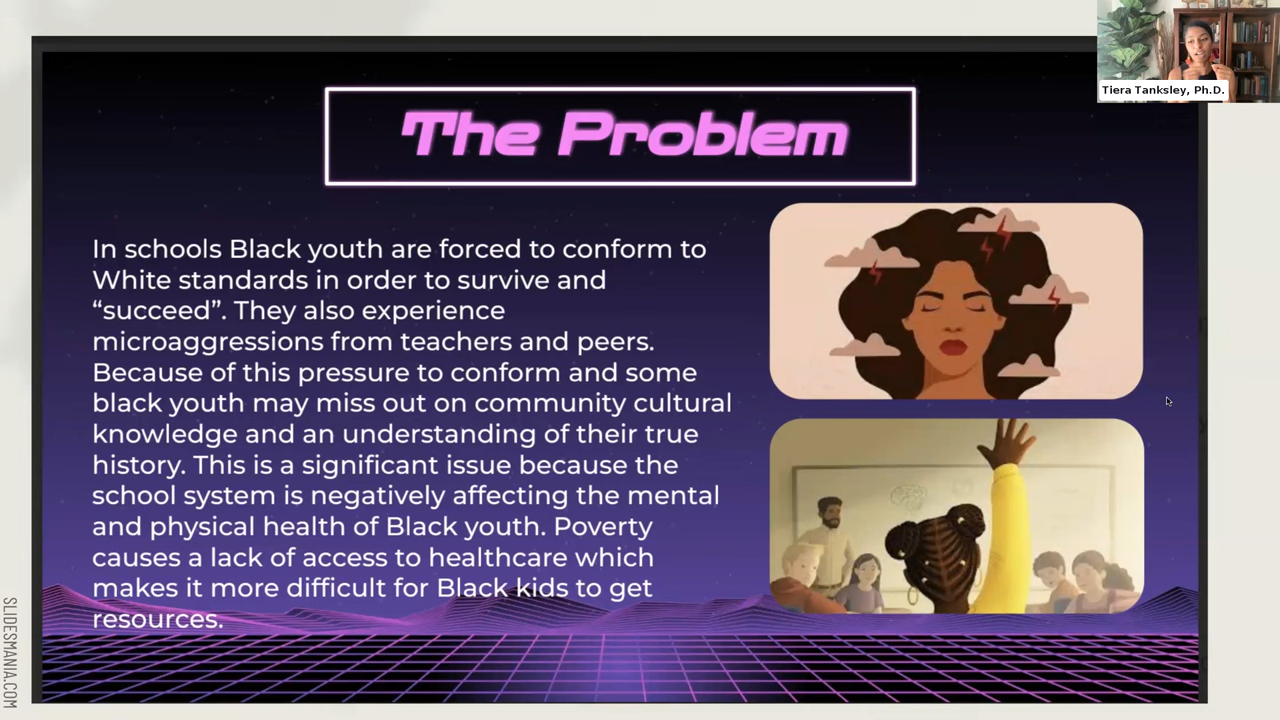 Tiera Tanksley, Ph.D.
The Problem
In schools Black youth are forced to conform to
White standards in order to survive and
“succeed”. They also experience
microaggressions from teachers and peers.
Because of this pressure to conform and some
black youth may miss out on community cultural
knowledge and an understanding of their true
history. This is a significant issue because the
school system is negatively affecting the mental
and physical health of Black youth. Poverty
causes a lack of access to healthcare which
makes it more difficult for Black kids to get
resources.
SLIDESMANIA.COM